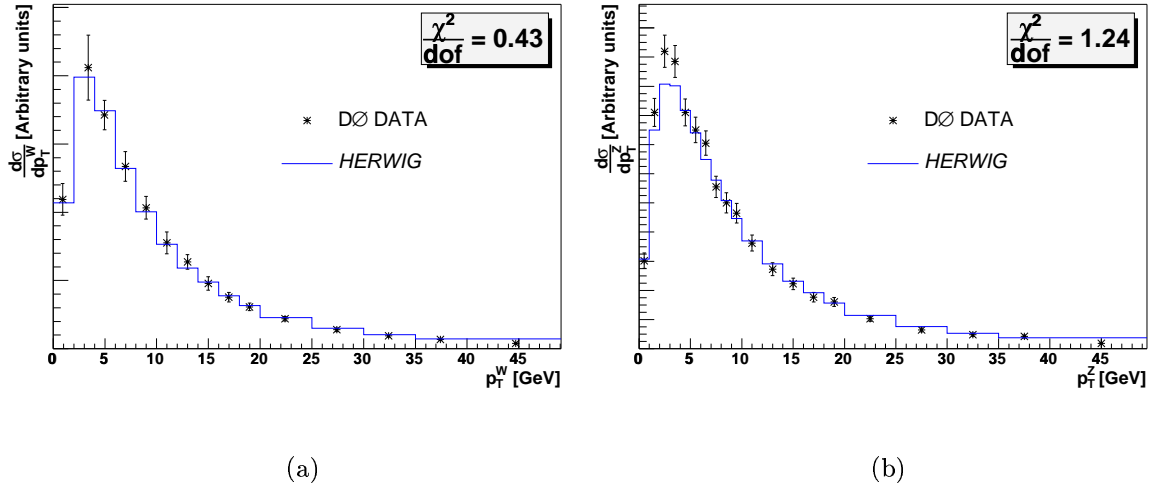 χ²/dof = 0.43
dσ/dp_T^W [Arbitrary units]
DØ DATA
HERWIG
0 5 10 15 20 25 30 35 40 45
p_T^W [GeV]
(a)
χ²/dof = 1.24
dσ/dp_T^Z [Arbitrary units]
DØ DATA
HERWIG
0 5 10 15 20 25 30 35 40 45
p_T^Z [GeV]
(b)